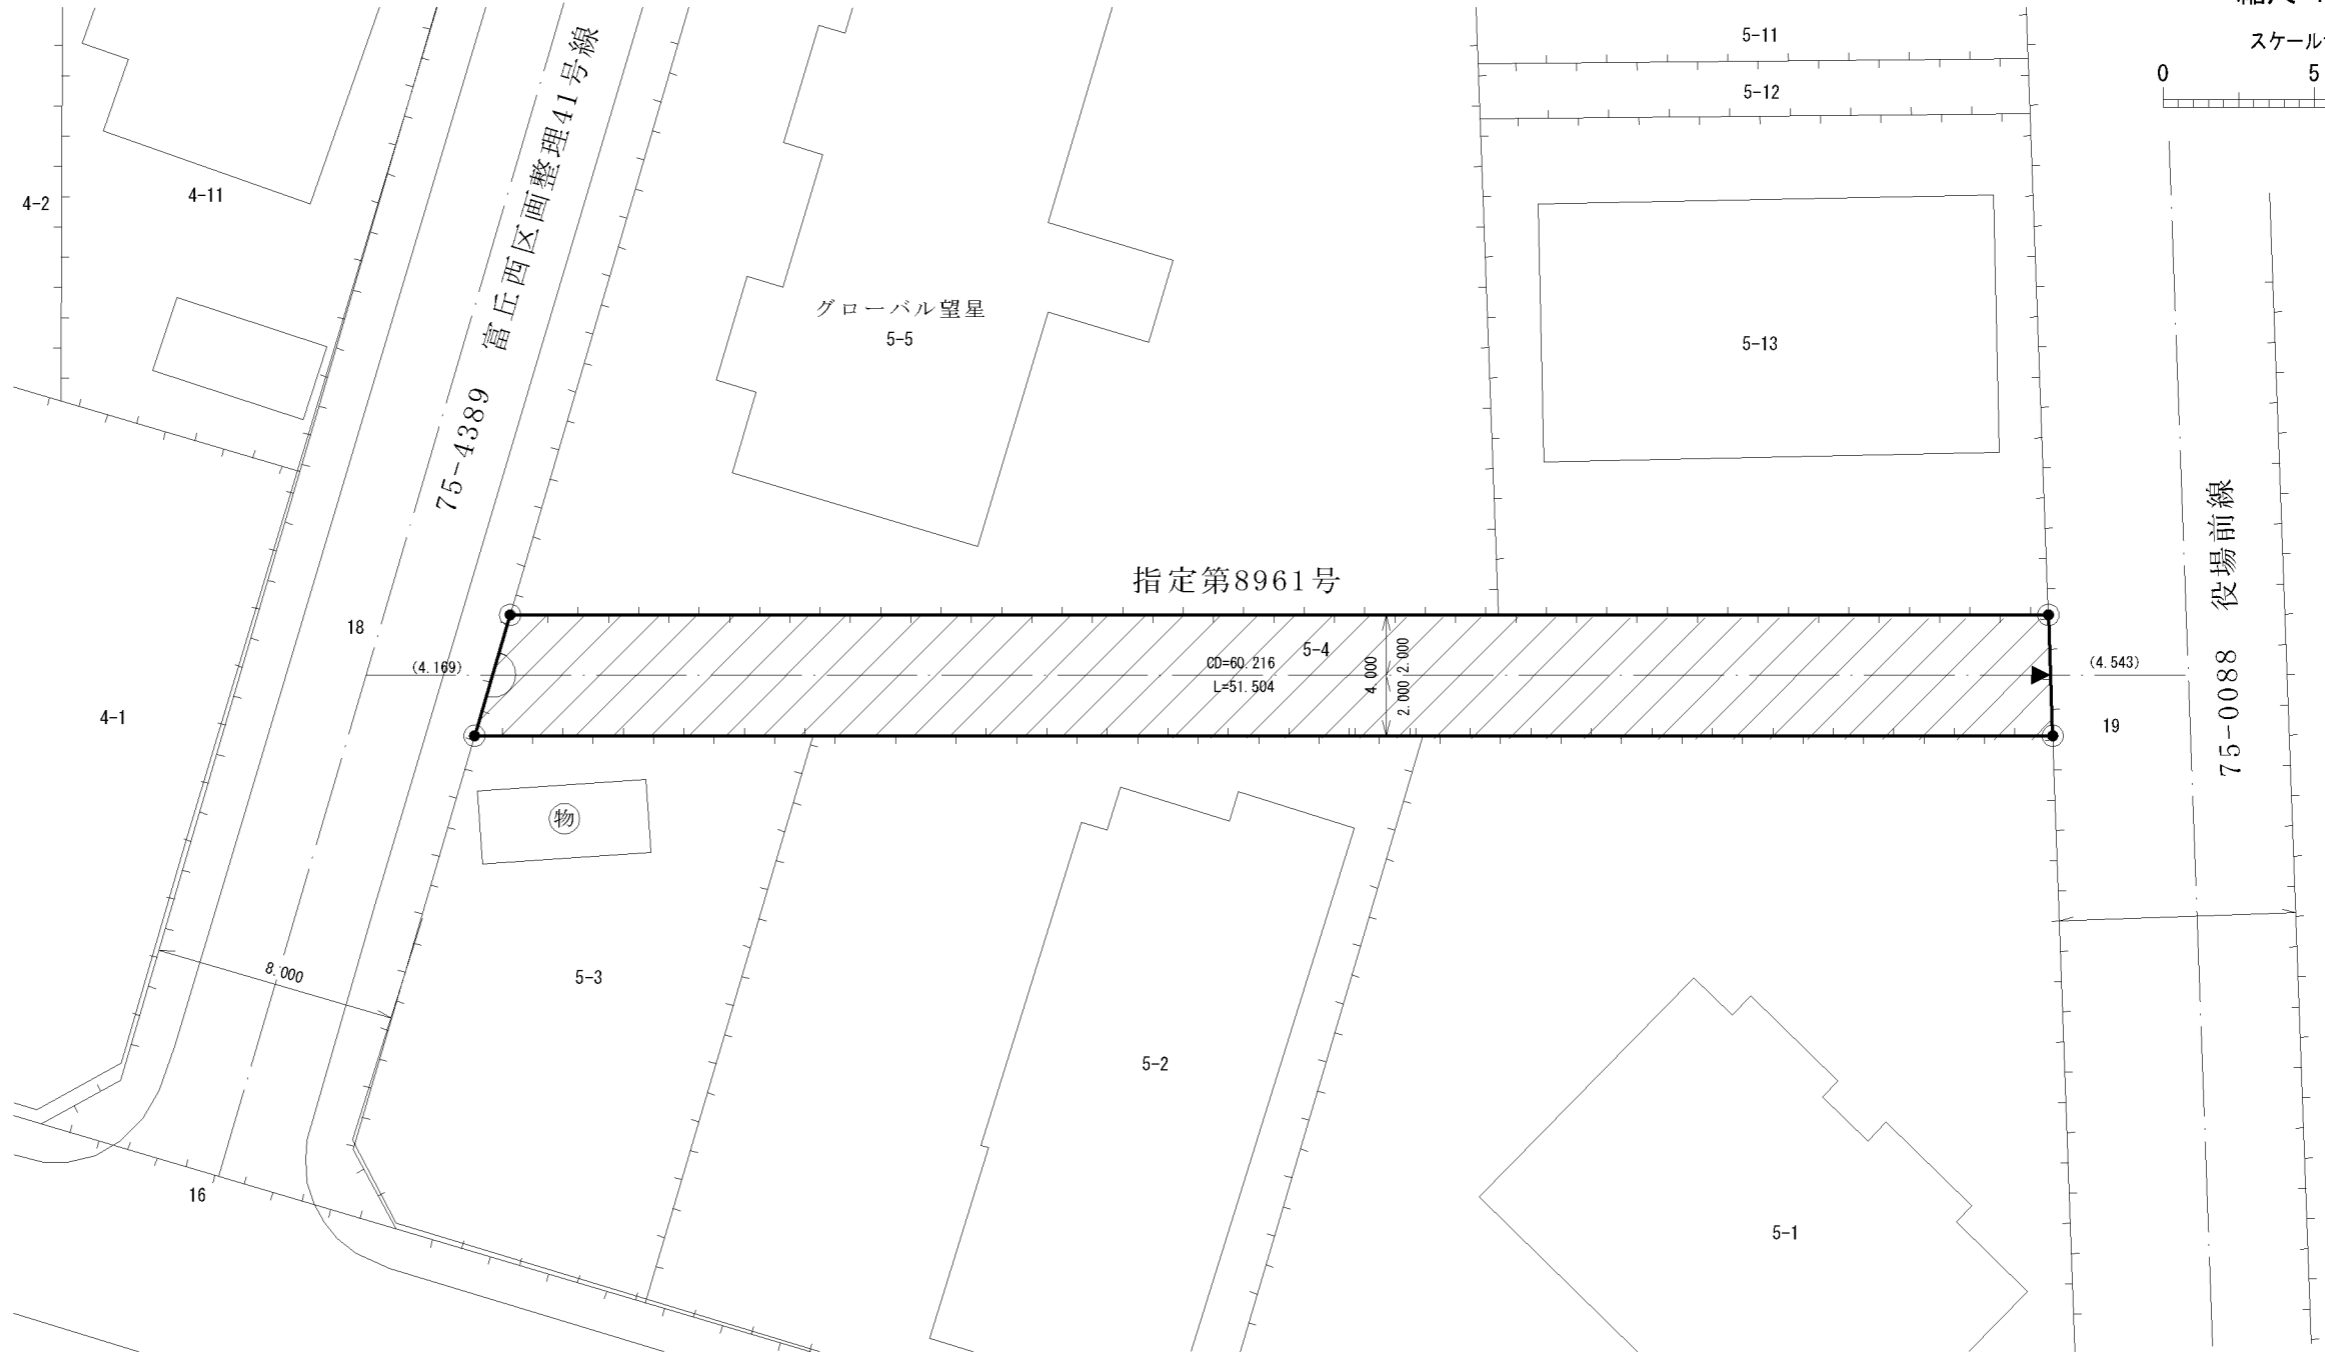 スケール
0 5
5-11
5-12
4-2
4-11
75-4389 富丘西区画整理41号線
グローバル望星
5-5
5-13
指定第8961号
18
(4.169)
5-4
CD=60.216
L=51.504
4.000
2.000 2.000
(4.543)
19
75-0088 役場前線
4-1
物
8.000
5-3
5-2
5-1
16